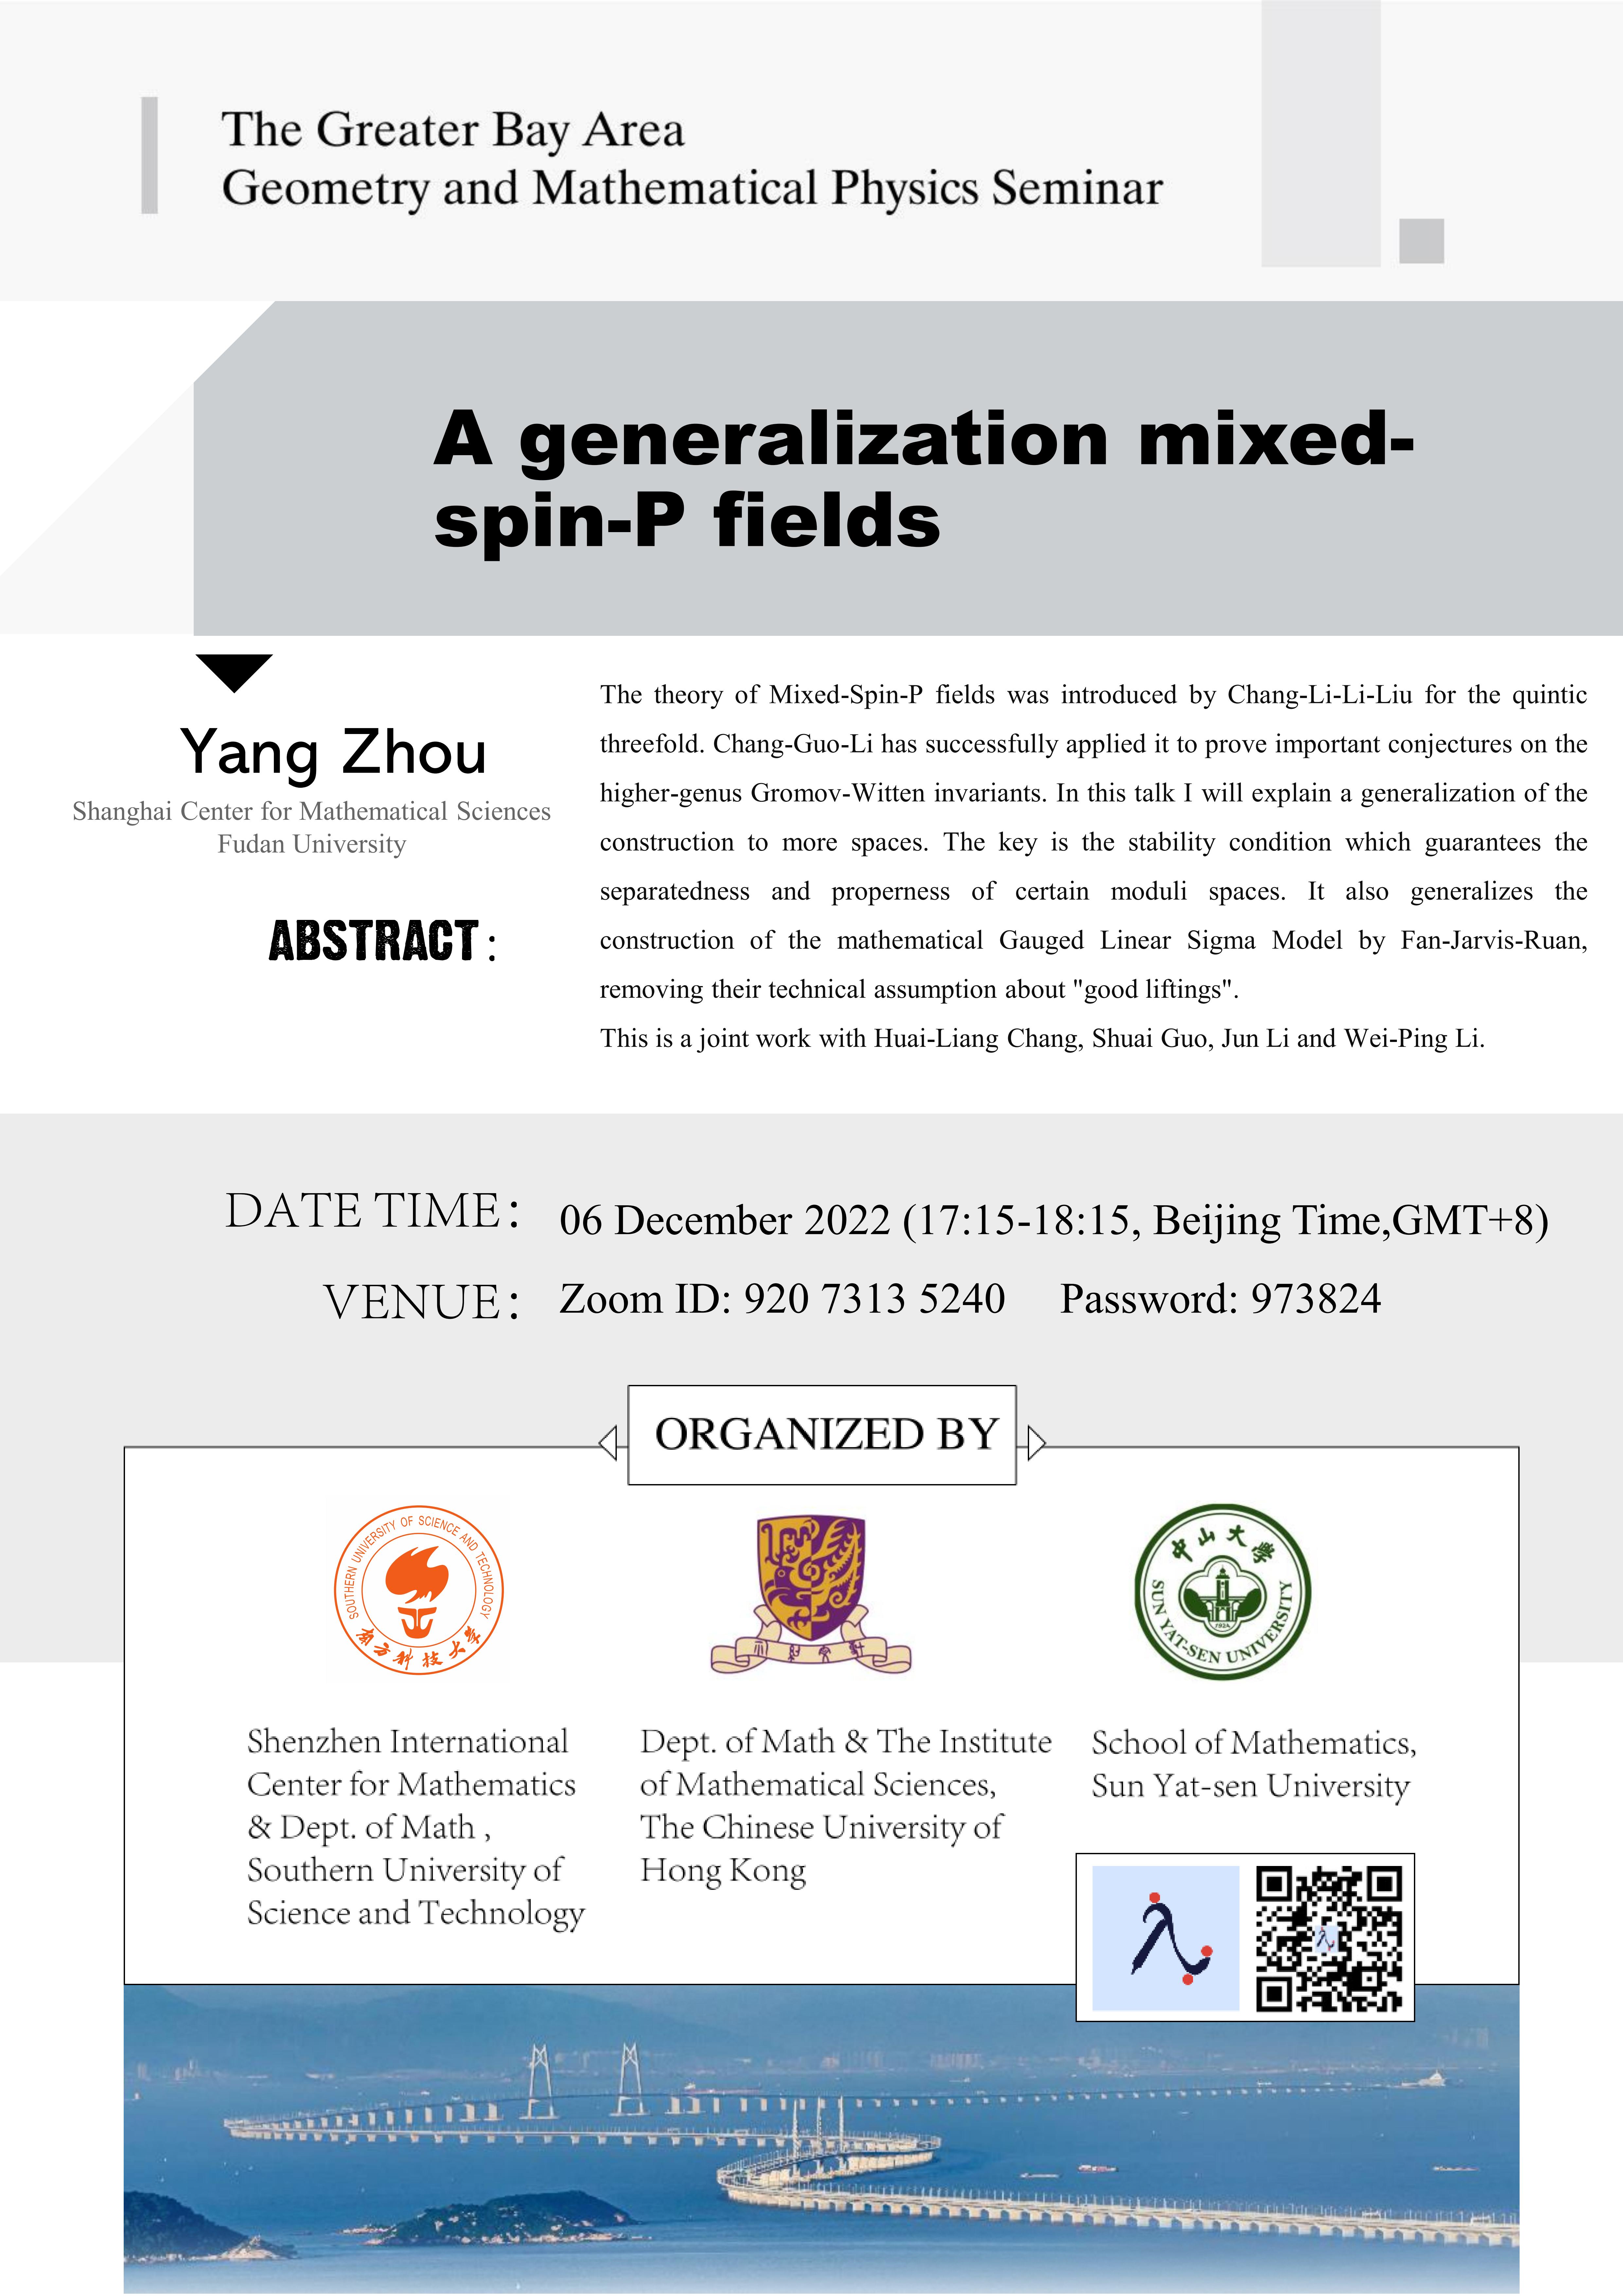 The Greater Bay Area
Geometry and Mathematical Physics Seminar
A generalization mixed-
spin-P fields
Yang Zhou
Shanghai Center for Mathematical Sciences
Fudan University
ABSTRACT:
The theory of Mixed-Spin-P fields was introduced by Chang-Li-Li-Liu for the quintic
threefold. Chang-Guo-Li has successfully applied it to prove important conjectures on the
higher-genus Gromov-Witten invariants. In this talk I will explain a generalization of the
construction to more spaces. The key is the stability condition which guarantees the
separatedness and properness of certain moduli spaces. It also generalizes the
construction of the mathematical Gauged Linear Sigma Model by Fan-Jarvis-Ruan,
removing their technical assumption about "good liftings".
This is a joint work with Huai-Liang Chang, Shuai Guo, Jun Li and Wei-Ping Li.
DATE TIME: 06 December 2022 (17:15-18:15, Beijing Time,GMT+8)
VENUE: Zoom ID: 920 7313 5240 Password: 973824
ORGANIZED BY
SOUTHERN UNIVERSITY OF SCIENCE AND TECHNOLOGY
南方科技大学
中山大学
1924
SUN YAT-SEN UNIVERSITY
Shenzhen International
Center for Mathematics
& Dept. of Math ,
Southern University of
Science and Technology
Dept. of Math & The Institute
of Mathematical Sciences,
The Chinese University of
Hong Kong
School of Mathematics,
Sun Yat-sen University